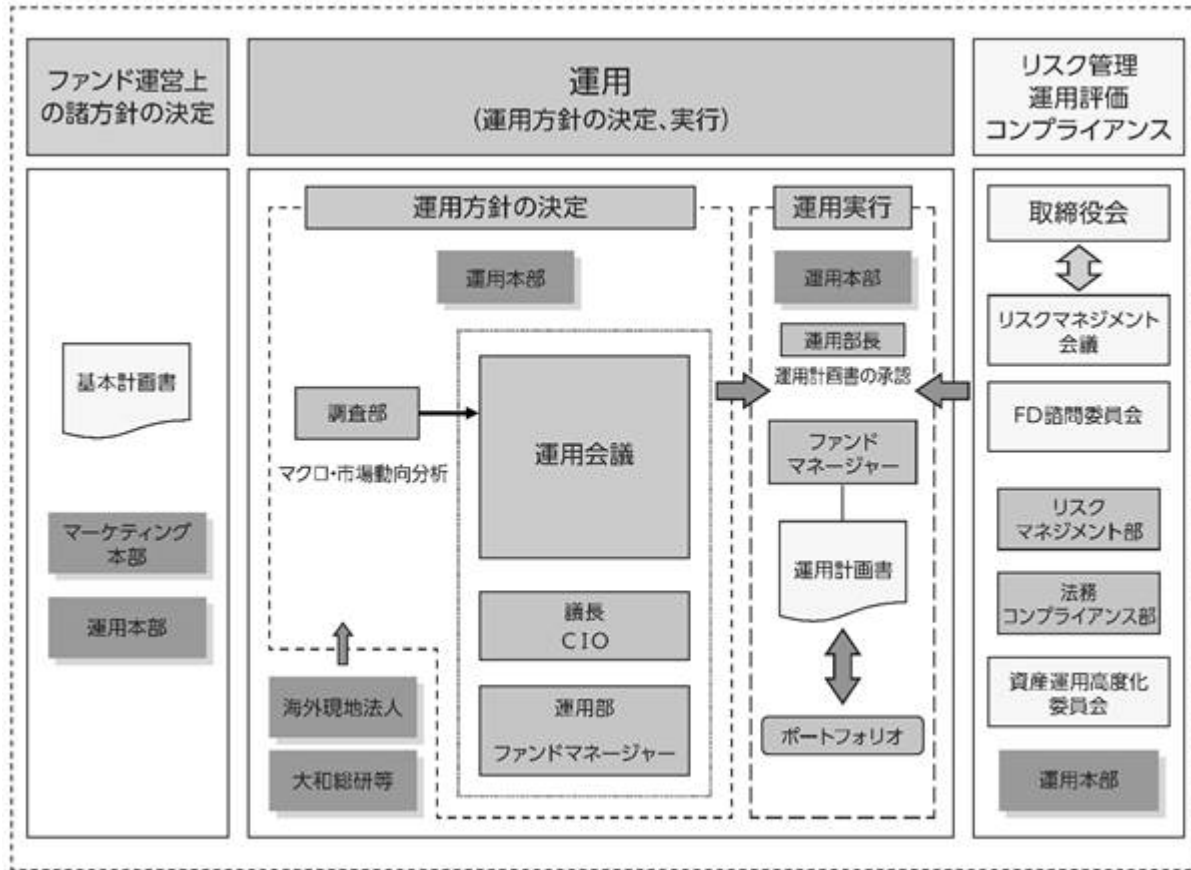 ファンド運営上
の諸方針の決定
運用
(運用方針の決定、実行)
リスク管理
運用評価
コンプライアンス
基本計画書
マーケティング
本部
運用本部
運用方針の決定
運用本部
調査部
マクロ・市場動向分析
運用会議
議長
CIO
運用部
ファンドマネージャー
海外現地法人
大和総研等
運用実行
運用本部
運用部長
運用計画書の承認
ファンド
マネージャー
運用計画書
ポートフォリオ
取締役会
リスクマネジメント
会議
FD諮問委員会
リスク
マネジメント部
法務
コンプライアンス部
資産運用高度化
委員会
運用本部